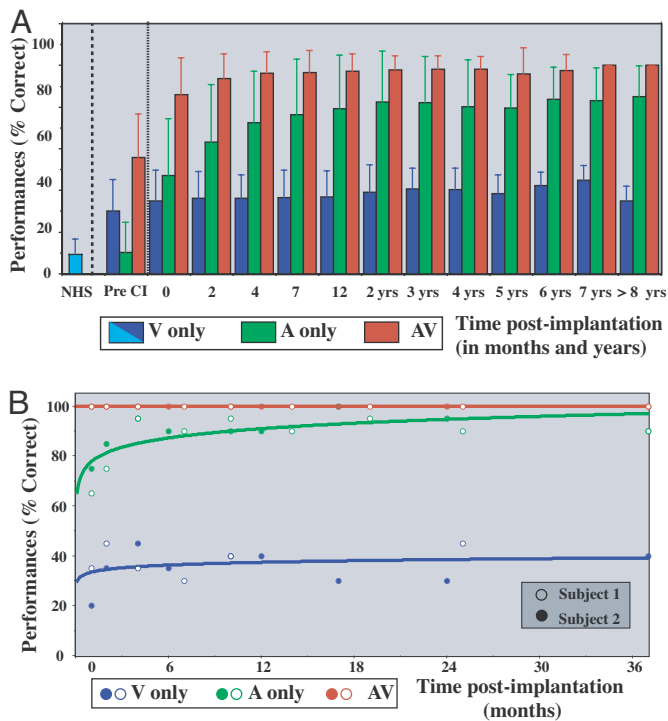 A
Performances (% Correct)
100
80
60
40
20
0
NHS Pre CI 0 2 4 7 12 2 yrs 3 yrs 4 yrs 5 yrs 6 yrs 7 yrs > 8 yrs
V only A only AV
Time post-implantation
(in months and years)
B
Performances (% Correct)
100
80
60
40
20
0
Subject 1
Subject 2
0 6 12 18 24 30 36
V only A only AV
Time post-implantation
(months)